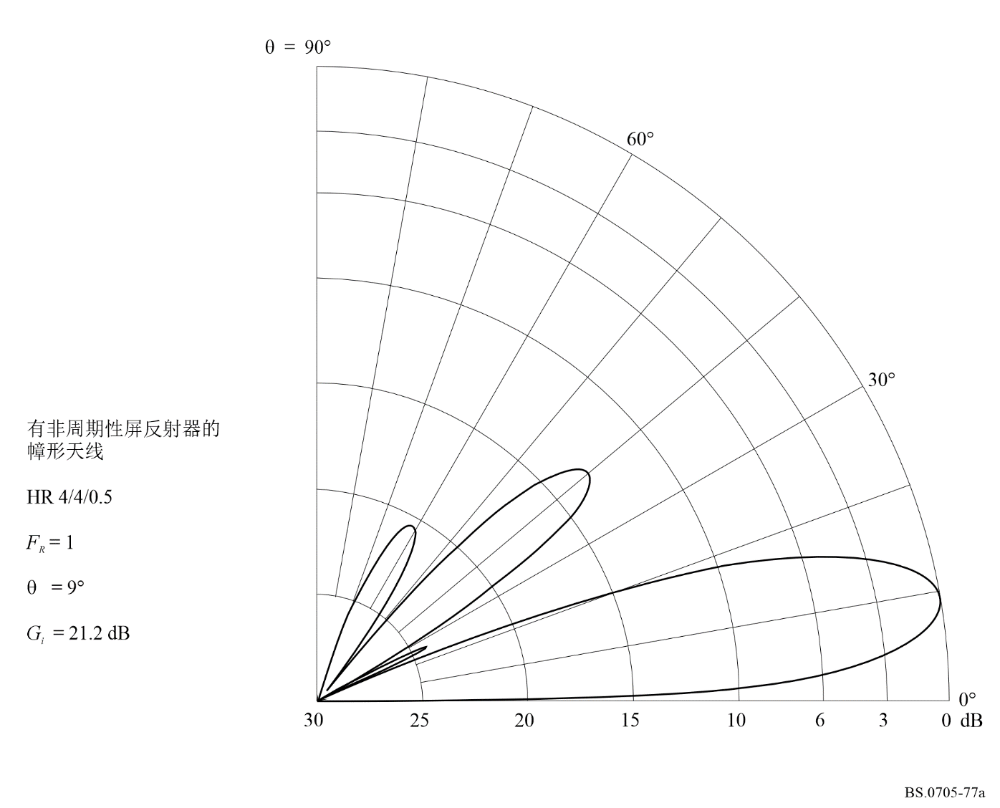 θ = 90°
60°
30°
有非周期性屏反射器的
幛形天线
HR 4/4/0.5
F_R = 1
θ = 9°
G_i = 21.2 dB
0°
30 25 20 15 10 6 3 0 dB
BS.0705-77a